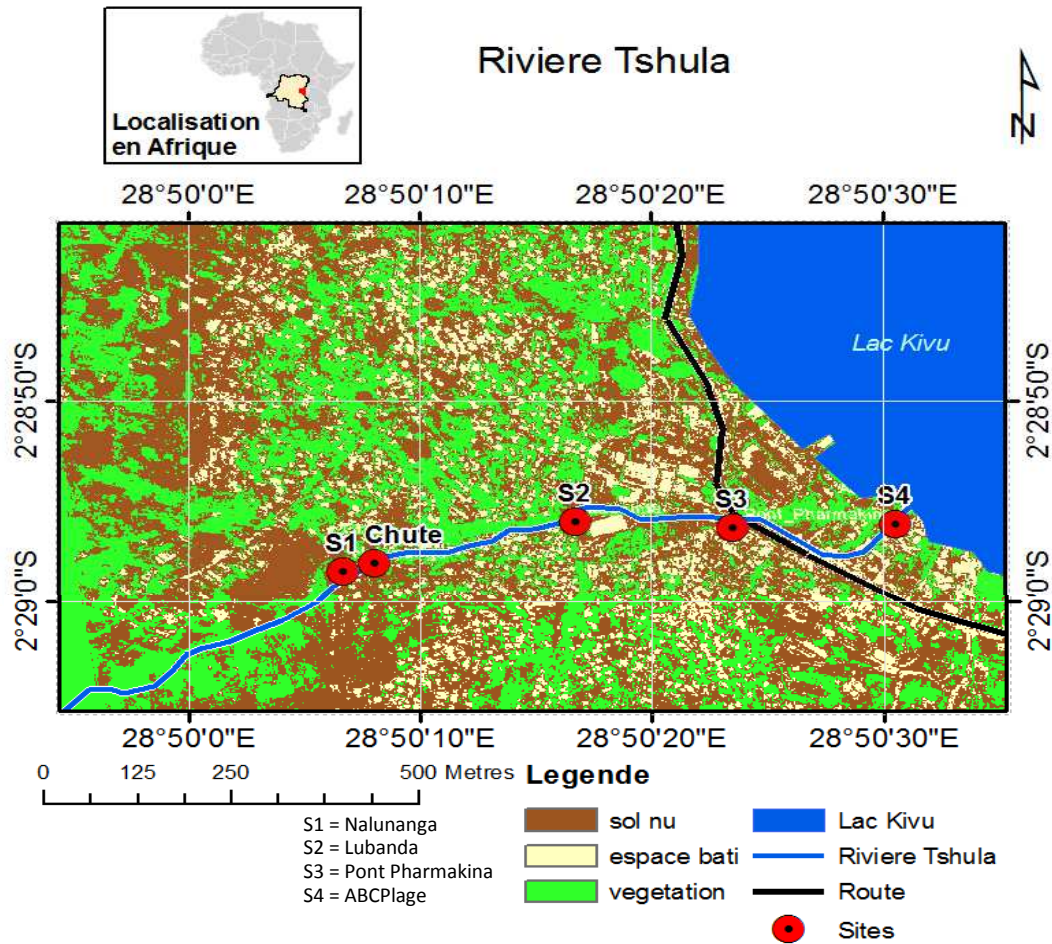 Riviere Tshula
Localisation
en Afrique
N
28°50'0"E 28°50'10"E 28°50'20"E 28°50'30"E
Lac Kivu
2°28'50"S 2°28'50"S
S1 Chute S2 S3 S4
Pont_Pharmakina
2°29'0"S 2°29'0"S
28°50'0"E 28°50'10"E 28°50'20"E 28°50'30"E
0 125 250 500 Metres
S1 = Nalunanga
S2 = Lubanda
S3 = Pont Pharmakina
S4 = ABCPlage
Legende
sol nu
espace bati
vegetation
Lac Kivu
Riviere Tshula
Route
Sites